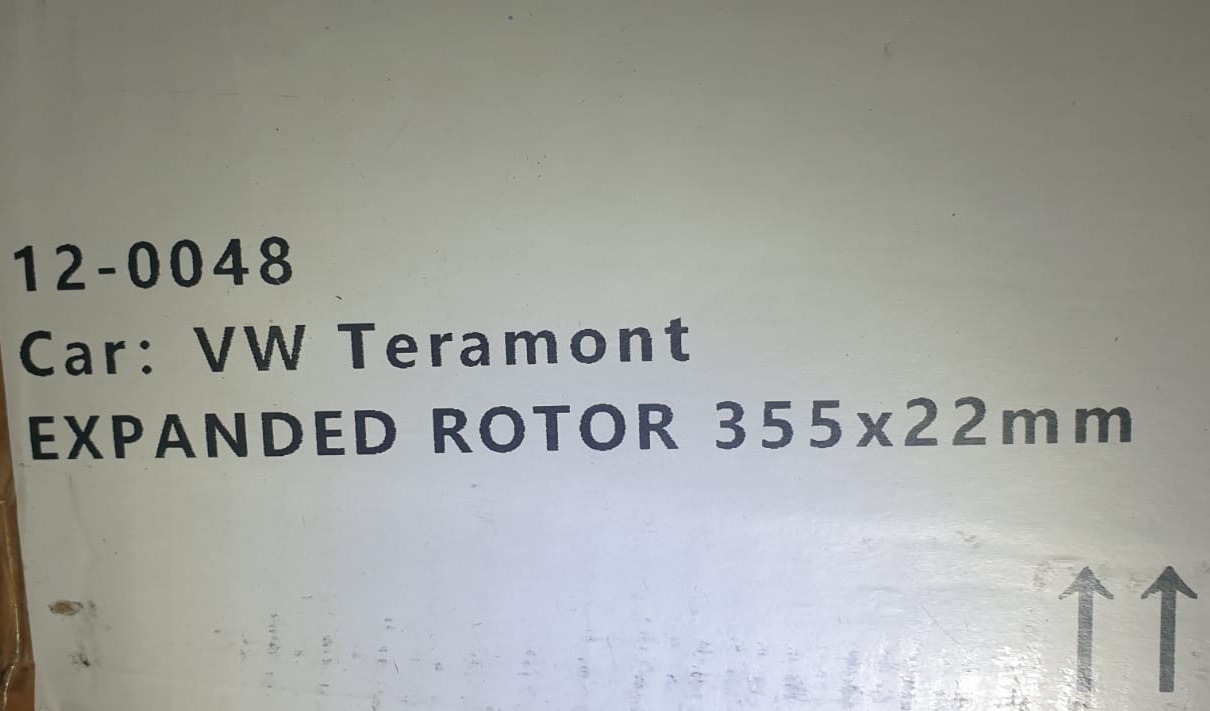 12-0048
Car: VW Teramont
EXPANDED ROTOR 355x22mm